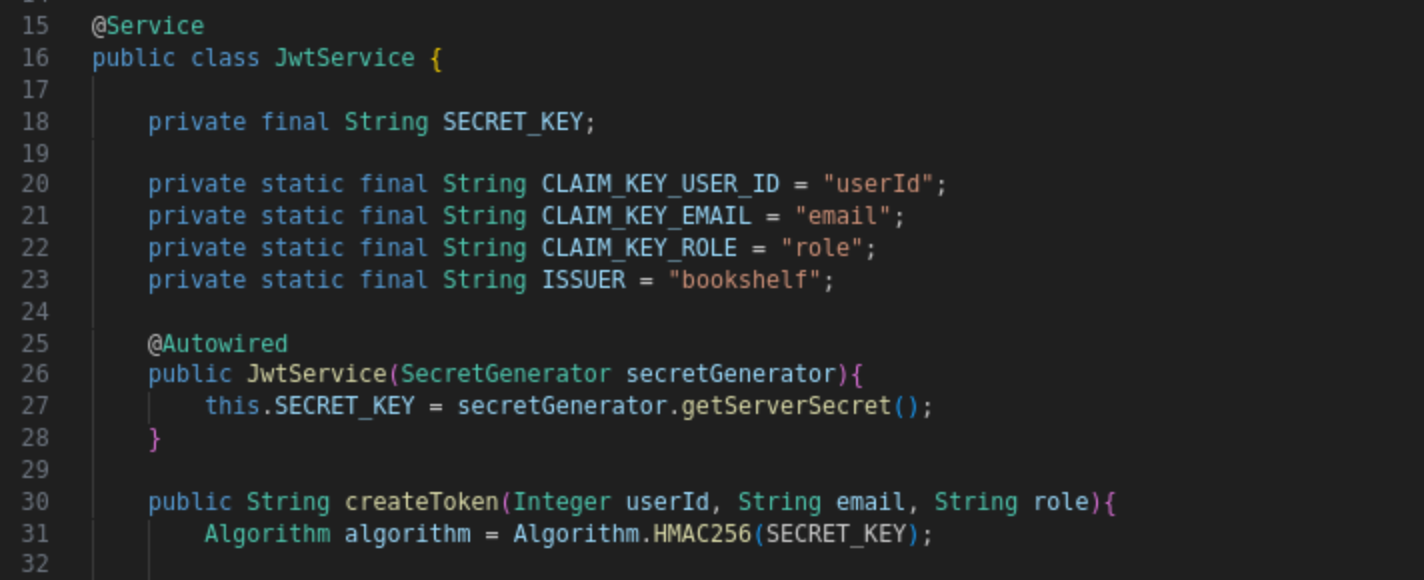 15 @Service
16 public class JwtService {
17
18 private final String SECRET_KEY;
19
20 private static final String CLAIM_KEY_USER_ID = "userId";
21 private static final String CLAIM_KEY_EMAIL = "email";
22 private static final String CLAIM_KEY_ROLE = "role";
23 private static final String ISSUER = "bookshelf";
24
25 @Autowired
26 public JwtService(SecretGenerator secretGenerator){
27 this.SECRET_KEY = secretGenerator.getServerSecret();
28 }
29
30 public String createToken(Integer userId, String email, String role){
31 Algorithm algorithm = Algorithm.HMAC256(SECRET_KEY);
32